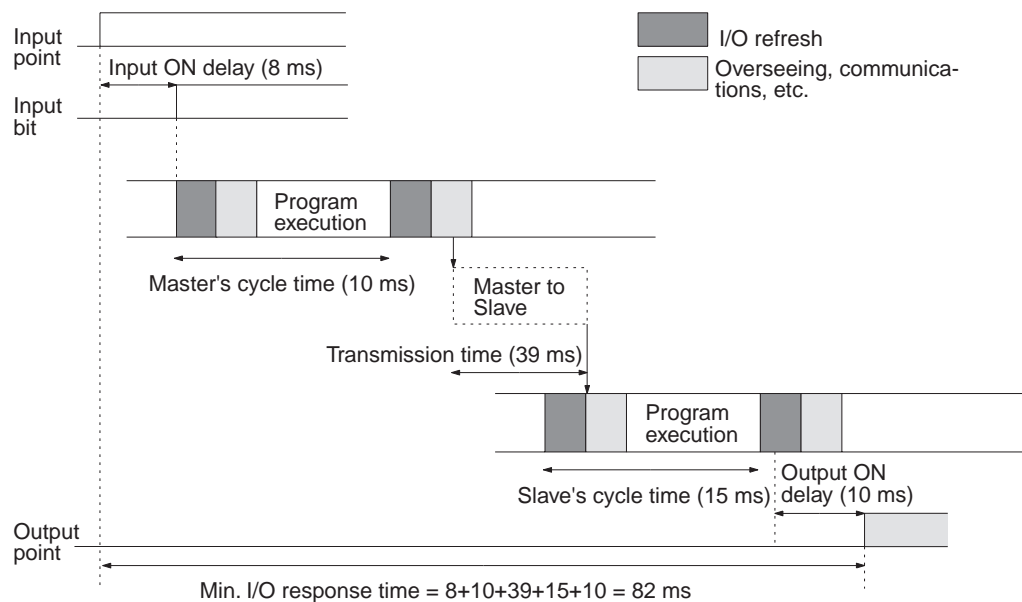 Input
point
I/O refresh
Input ON delay (8 ms)
Overseeing, communica-
tions, etc.
Input
bit
Program
execution
Master's cycle time (10 ms)
Master to
Slave
Transmission time (39 ms)
Program
execution
Slave's cycle time (15 ms)
Output ON
delay (10 ms)
Output
point
Min. I/O response time = 8+10+39+15+10 = 82 ms